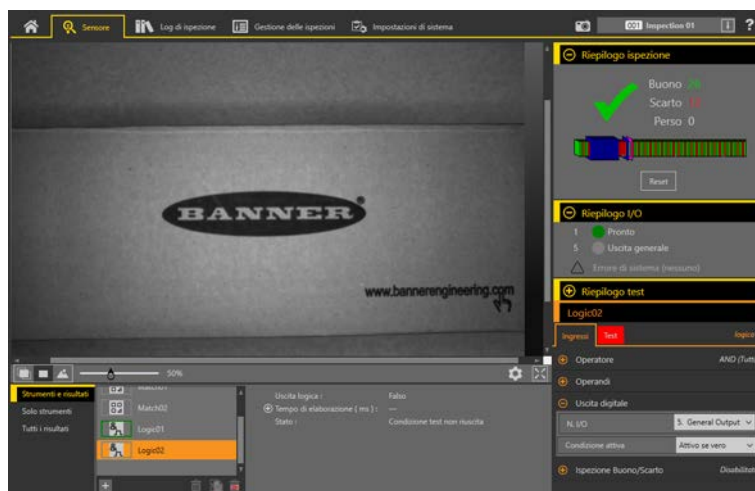 Sensore
Log di ispezione
Gestione delle ispezioni
Impostazioni di sistema
001 Inspection 01
?
Riepilogo ispezione
Buono
Scarto
Perso 0
Reset
BANNER®
www.bannerengineering.com
Riepilogo I/O
1 Pronto
5 Uscita generale
Errore di sistema (nessuno)
Riepilogo test
Logic02
Ingressi Test logico
Operatore AND (Tutti
Operandi
Uscita digitale
N. I/O 5. General Output
Condizione attiva Attivo se vero
Ispezione Buono/Scarto Disabilitat
50%
Strumenti e risultati
Solo strumenti
Tutti i risultati
Match02
Logic01
Logic02
Uscita logica : Falso
Tempo di elaborazione ( ms ) : ---
Stato : Condizione test non riuscita